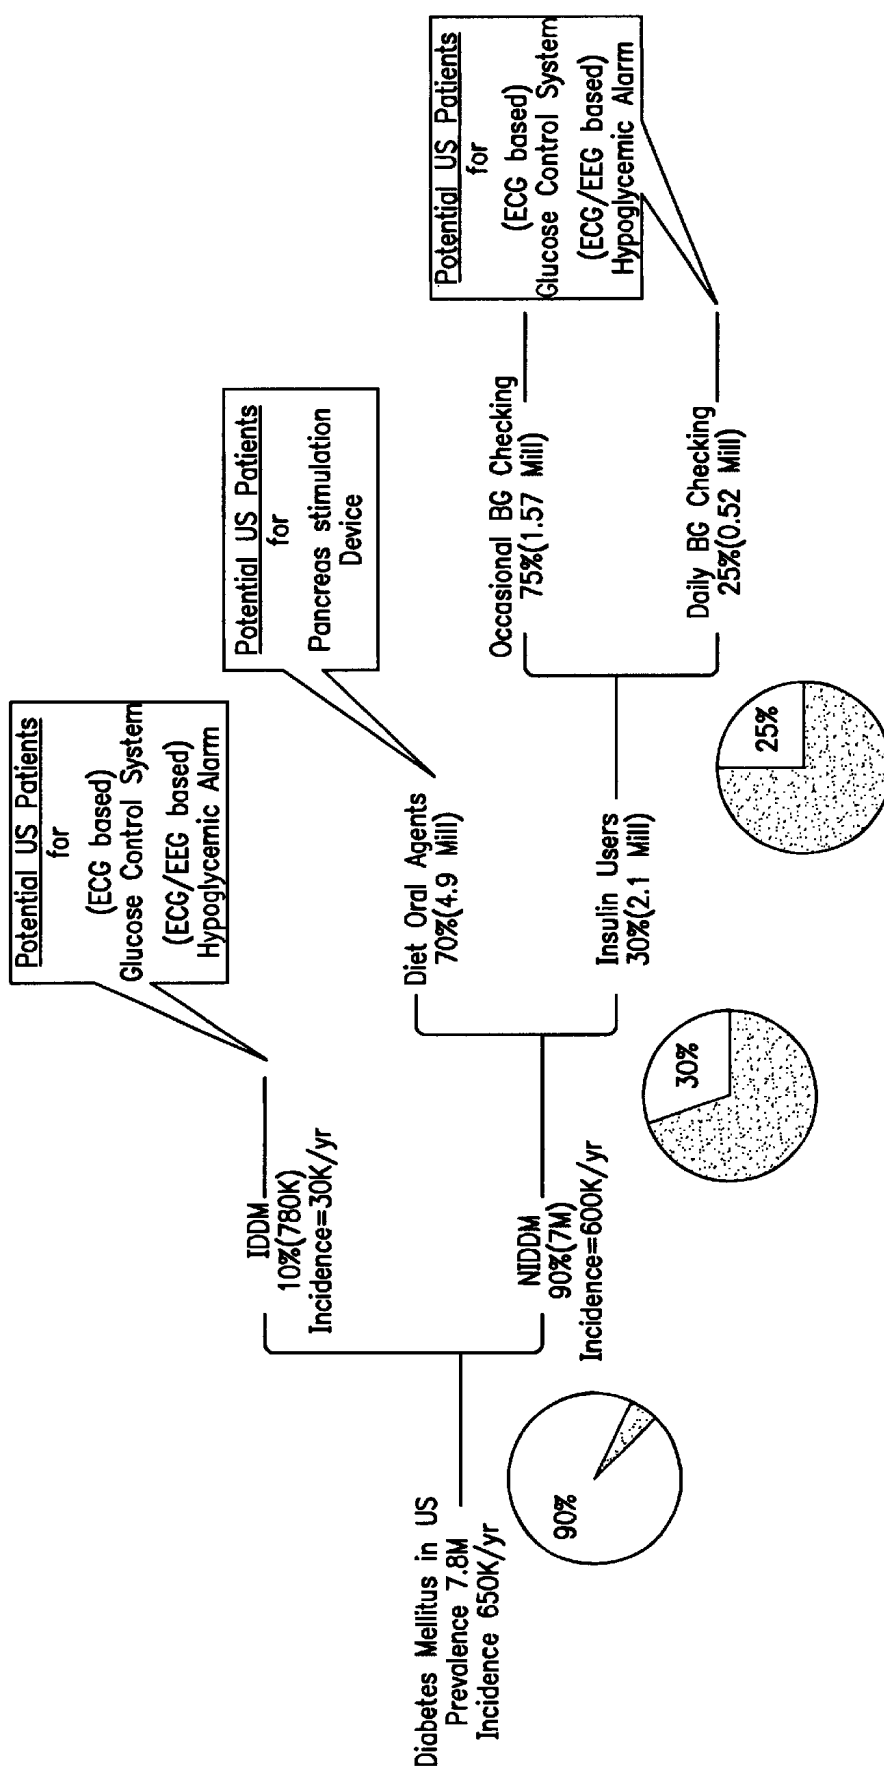 Diabetes Mellitus in US
Prevalence 7.8M
Incidence 650K/yr
90%
IDDM
10%(780K)
Incidence=30K/yr
NIDDM
90%(7M)
Incidence=600K/yr
Potential US Patients
for
(ECG based)
Glucose Control System
(ECG/EEG based)
Hypoglycemic Alarm
30%
Diet Oral Agents
70%(4.9 Mill)
Insulin Users
30%(2.1 Mill)
Potential US Patients
for
Pancreas stimulation
Device
25%
Occasional BG Checking
75%(1.57 Mill)
Daily BG Checking
25%(0.52 Mill)
Potential US Patients
for
(ECG based)
Glucose Control System
(ECG/EEG based)
Hypoglycemic Alarm